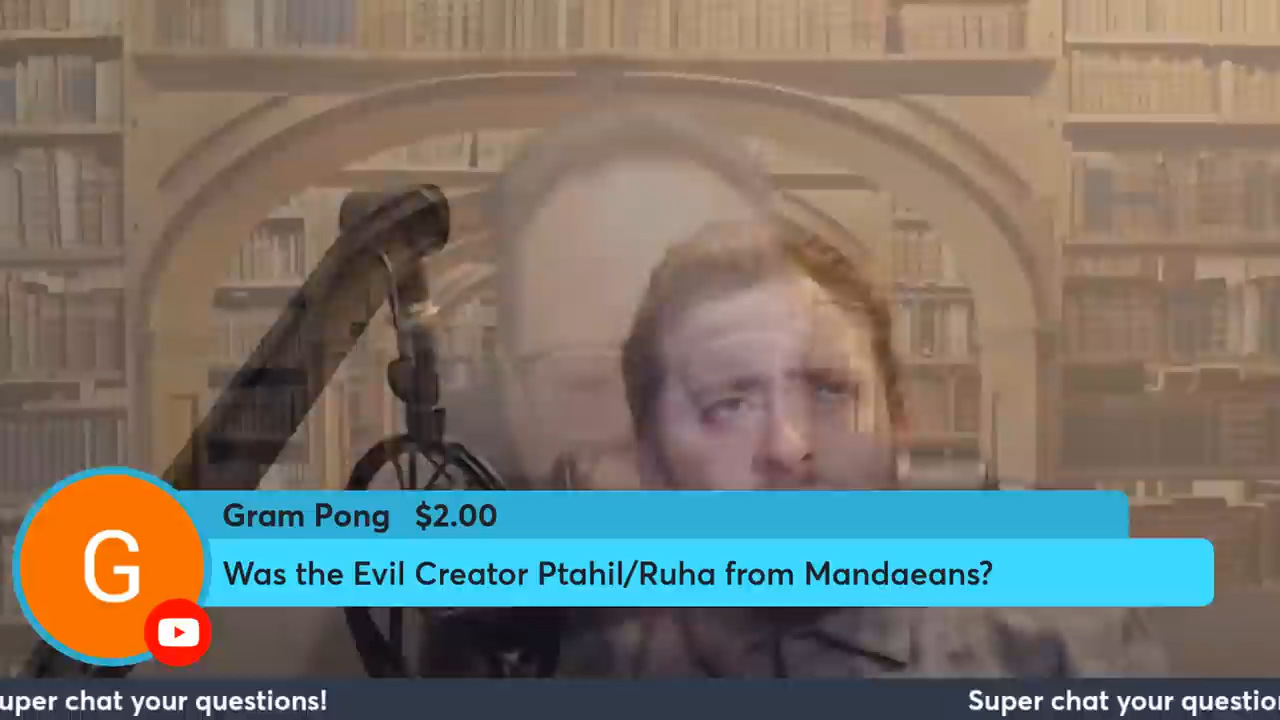 Gram Pong $2.00
G
Was the Evil Creator Ptahil/Ruha from Mandaeans?
uper chat your questions!
Super chat your question